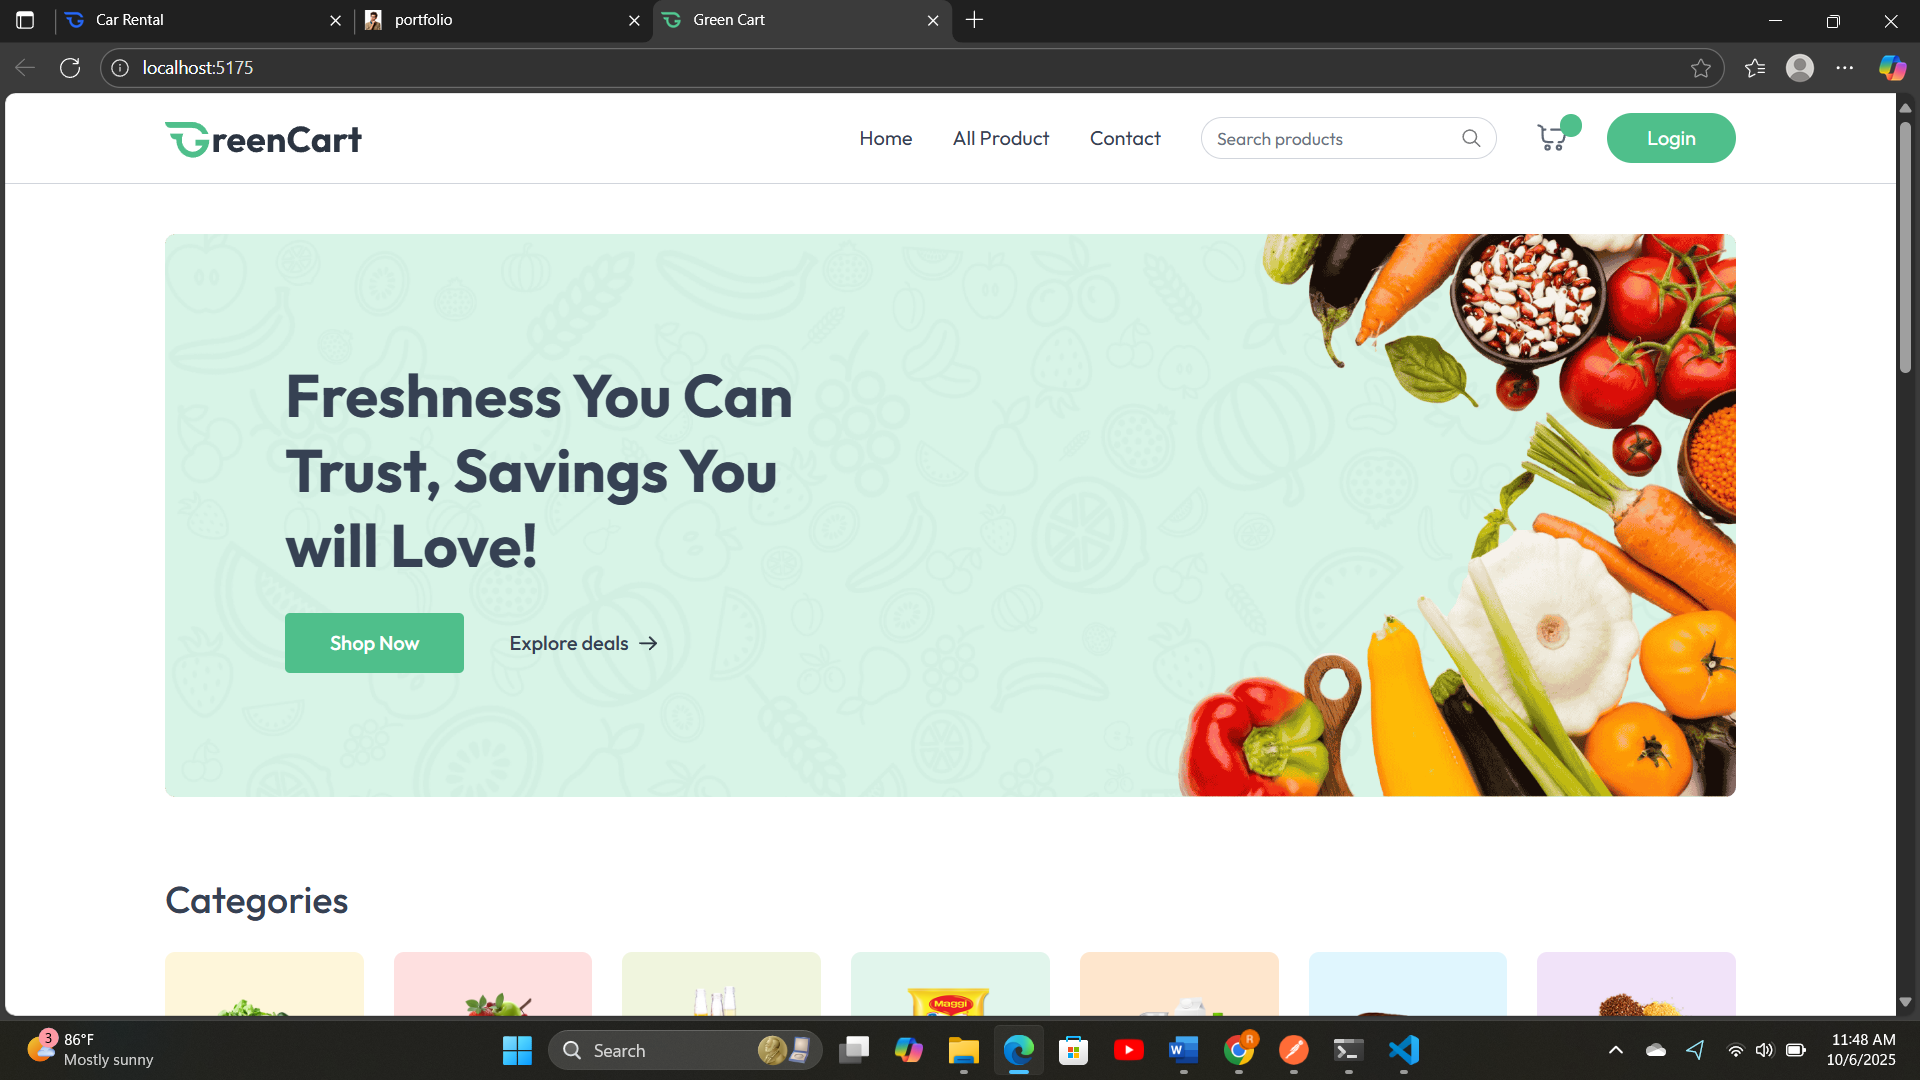 Car Rental
portfolio
Green Cart
localhost:5175
GreenCart
Home
All Product
Contact
Search products
Login
Freshness You Can
Trust, Savings You
will Love!
Shop Now
Explore deals
Categories
Maggi
3
86°F
Mostly sunny
Search
W
R
11:48 AM
10/6/2025